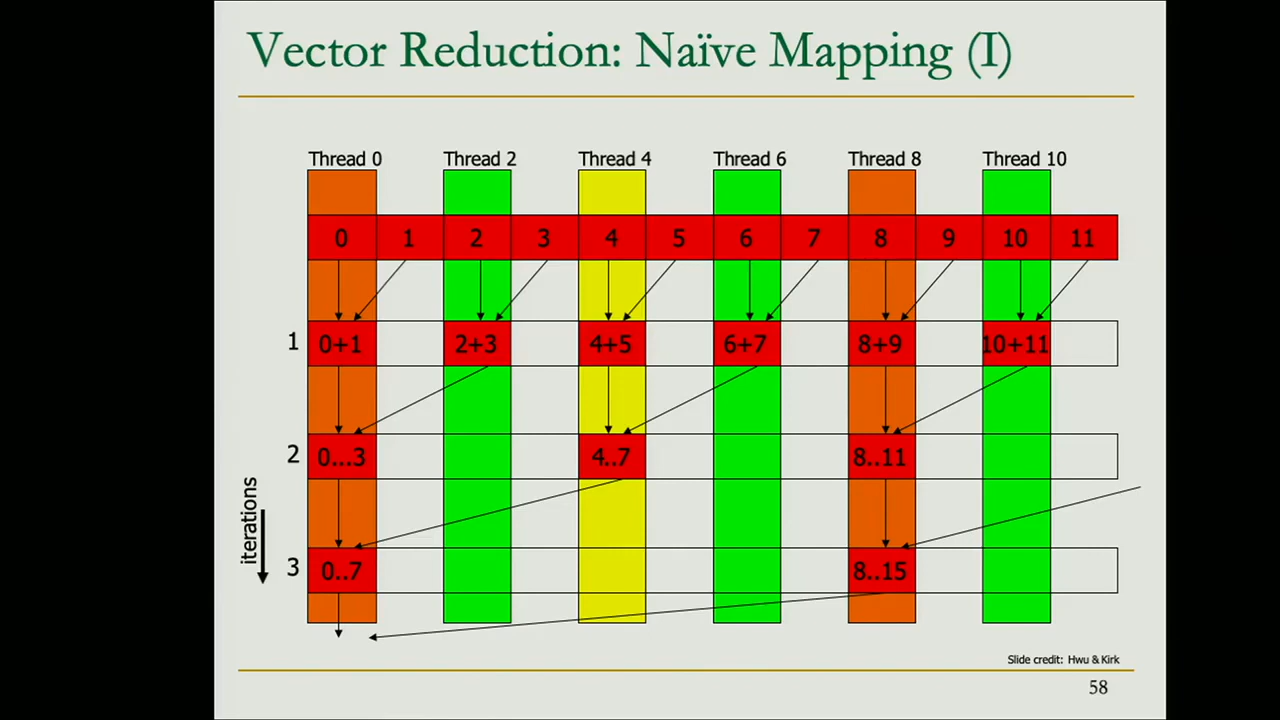 Vector Reduction: Naïve Mapping (I)
Thread 0 Thread 2 Thread 4 Thread 6 Thread 8 Thread 10
0 1 2 3 4 5 6 7 8 9 10 11
1 0+1 2+3 4+5 6+7 8+9 10+11
2 0...3 4..7 8..11
iterations
3 0..7 8..15
Slide credit: Hwu & Kirk
58